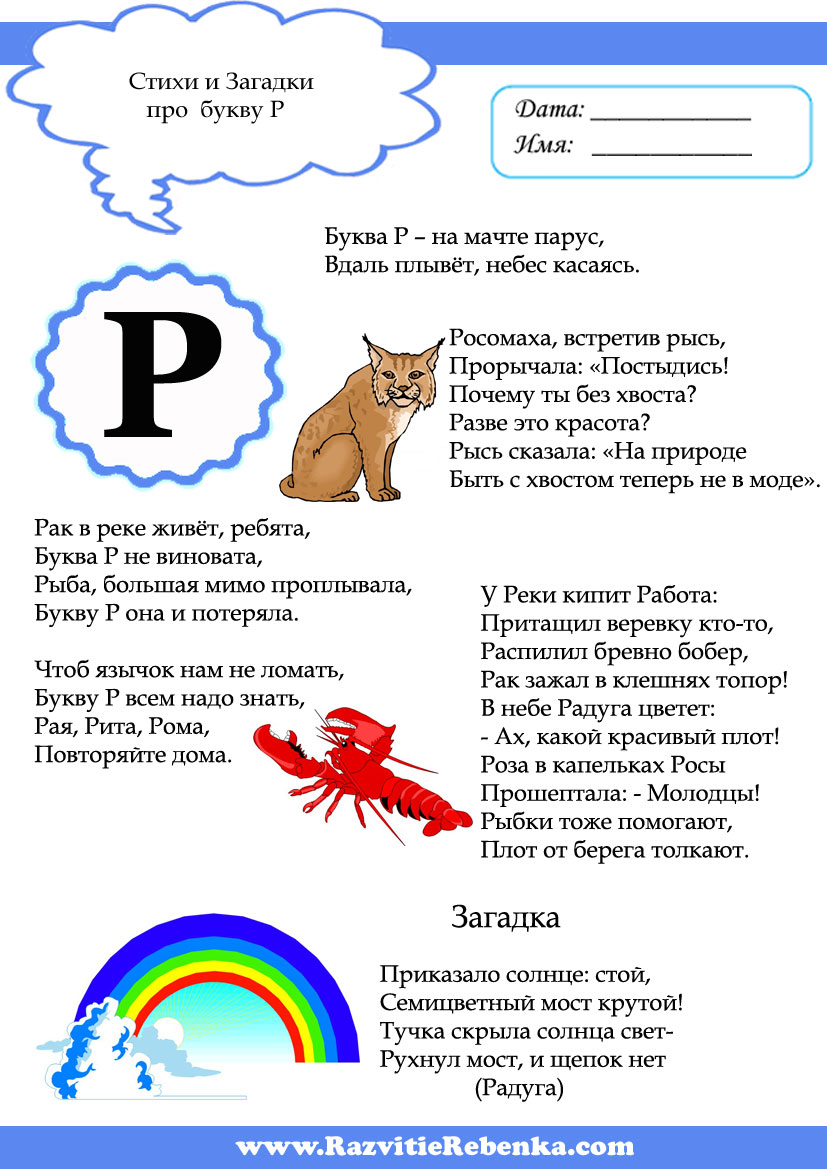 Стихи и Загадки
про букву Р
Дата: ____________
Имя: ____________
Буква Р – на мачте парус,
Вдаль плывёт, небес касаясь.
Р
Росомаха, встретив рысь,
Прорычала: «Постыдись!
Почему ты без хвоста?
Разве это красота?
Рысь сказала: «На природе
Быть с хвостом теперь не в моде».
Рак в реке живёт, ребята,
Буква Р не виновата,
Рыба, большая мимо проплывала,
Букву Р она и потеряла.
Чтоб язычок нам не ломать,
Букву Р всем надо знать,
Рая, Рита, Рома,
Повторяйте дома.
У Реки кипит Работа:
Притащил веревку кто-то,
Распилил бревно бобер,
Рак зажал в клешнях топор!
В небе Радуга цветет:
- Ах, какой красивый плот!
Роза в капельках Росы
Прошептала: - Молодцы!
Рыбки тоже помогают,
Плот от берега толкают.
Загадка
Приказало солнце: стой,
Семицветный мост крутой!
Тучка скрыла солнца свет-
Рухнул мост, и щепок нет
(Радуга)
www.RazvitieRebenka.com